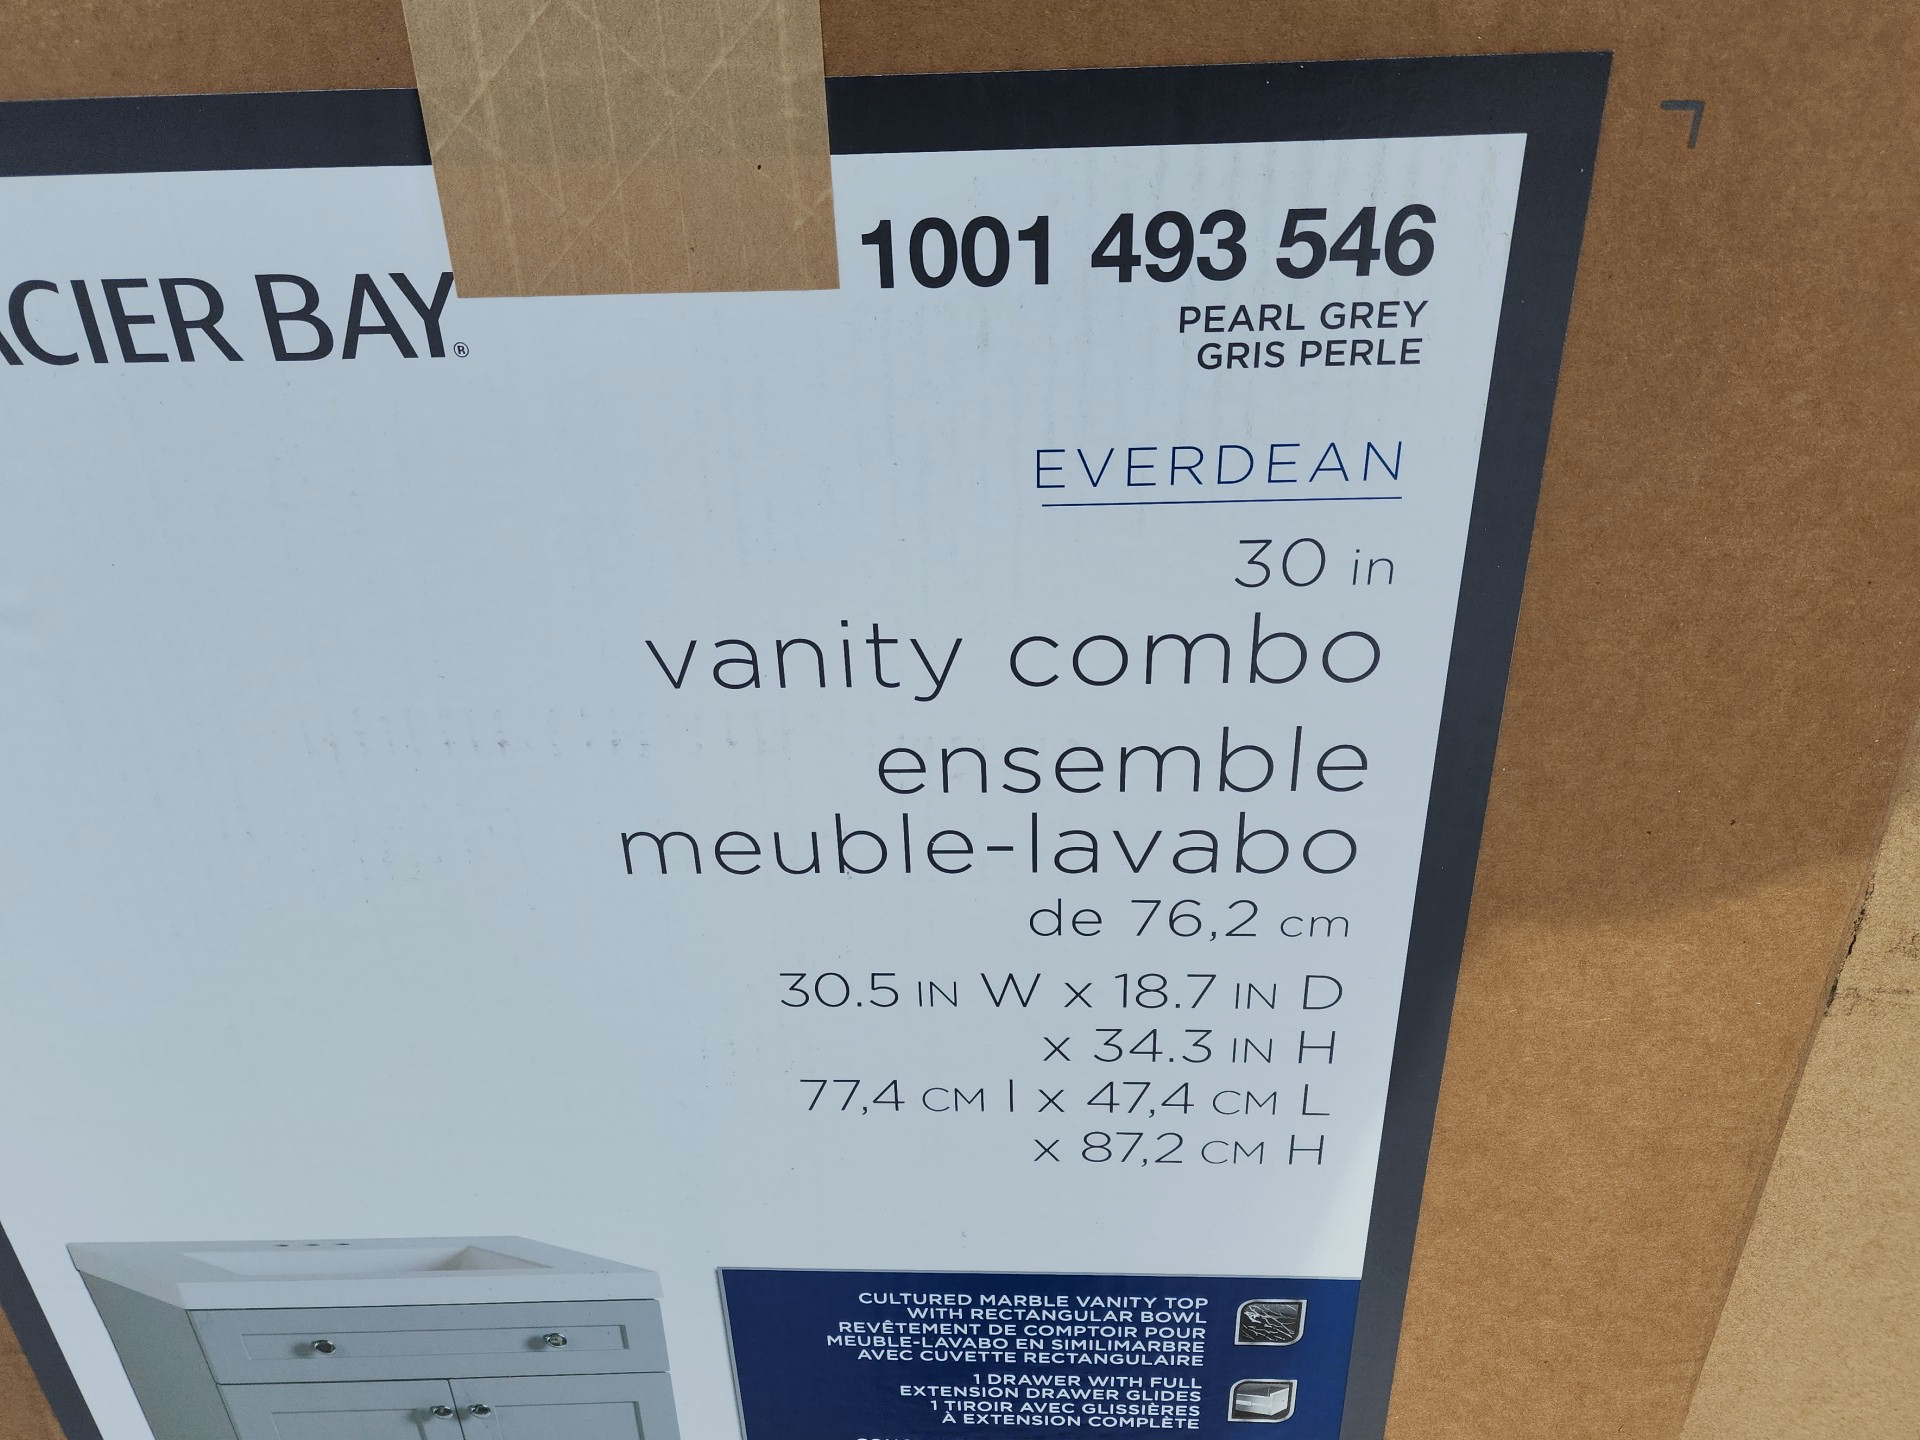 ACIER BAY®
1001 493 546
PEARL GREY
GRIS PERLE
EVERDEAN
30 in
vanity combo
ensemble
meuble-lavabo
de 76,2 cm
30.5 IN W x 18.7 IN D
x 34.3 IN H
77,4 CM l x 47,4 CM L
x 87,2 CM H
CULTURED MARBLE VANITY TOP
WITH RECTANGULAR BOWL
REVÊTEMENT DE COMPTOIR POUR
MEUBLE-LAVABO EN SIMILIMARBRE
AVEC CUVETTE RECTANGULAIRE
1 DRAWER WITH FULL
EXTENSION DRAWER GLIDES
1 TIROIR AVEC GLISSIÈRES
À EXTENSION COMPLÈTE